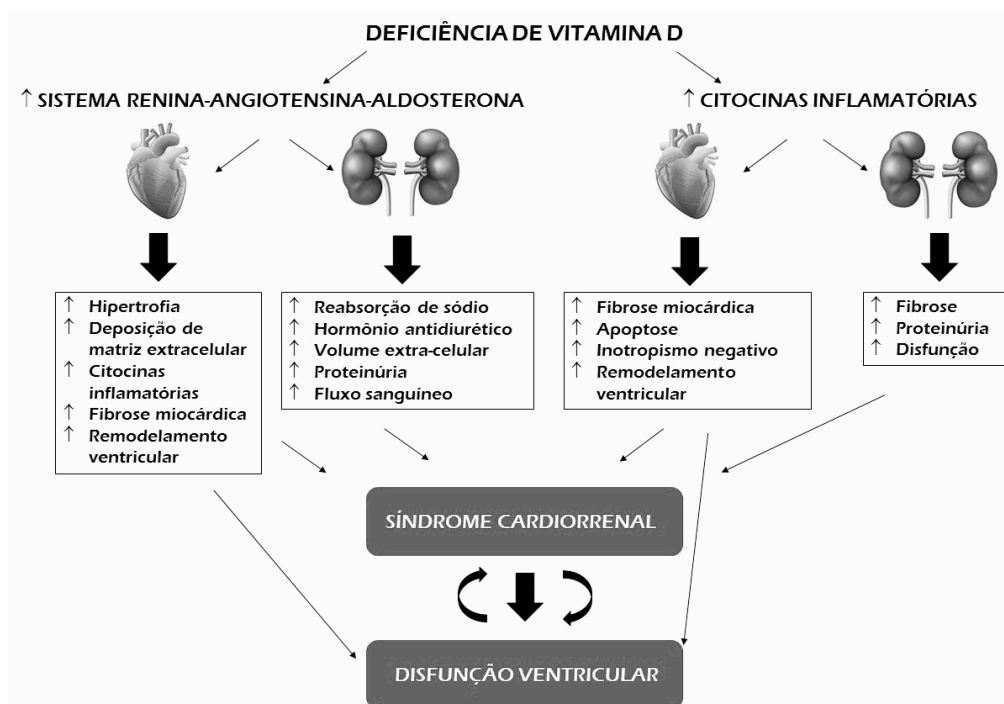 DEFICIÊNCIA DE VITAMINA D
↑ SISTEMA RENINA-ANGIOTENSINA-ALDOSTERONA
↑ CITOCINAS INFLAMATÓRIAS
↑ Hipertrofia
↑ Deposição de
matriz extracelular
↑ Citocinas
inflamatórias
↑ Fibrose miocárdica
↑ Remodelamento
ventricular
↑ Reabsorção de sódio
↑ Hormônio antidiurético
↑ Volume extra-celular
↑ Proteinúria
↑ Fluxo sanguíneo
↑ Fibrose miocárdica
↑ Apoptose
↑ Inotropismo negativo
↑ Remodelamento
ventricular
↑ Fibrose
↑ Proteinúria
↑ Disfunção
SÍNDROME CARDIORRENAL
DISFUNÇÃO VENTRICULAR